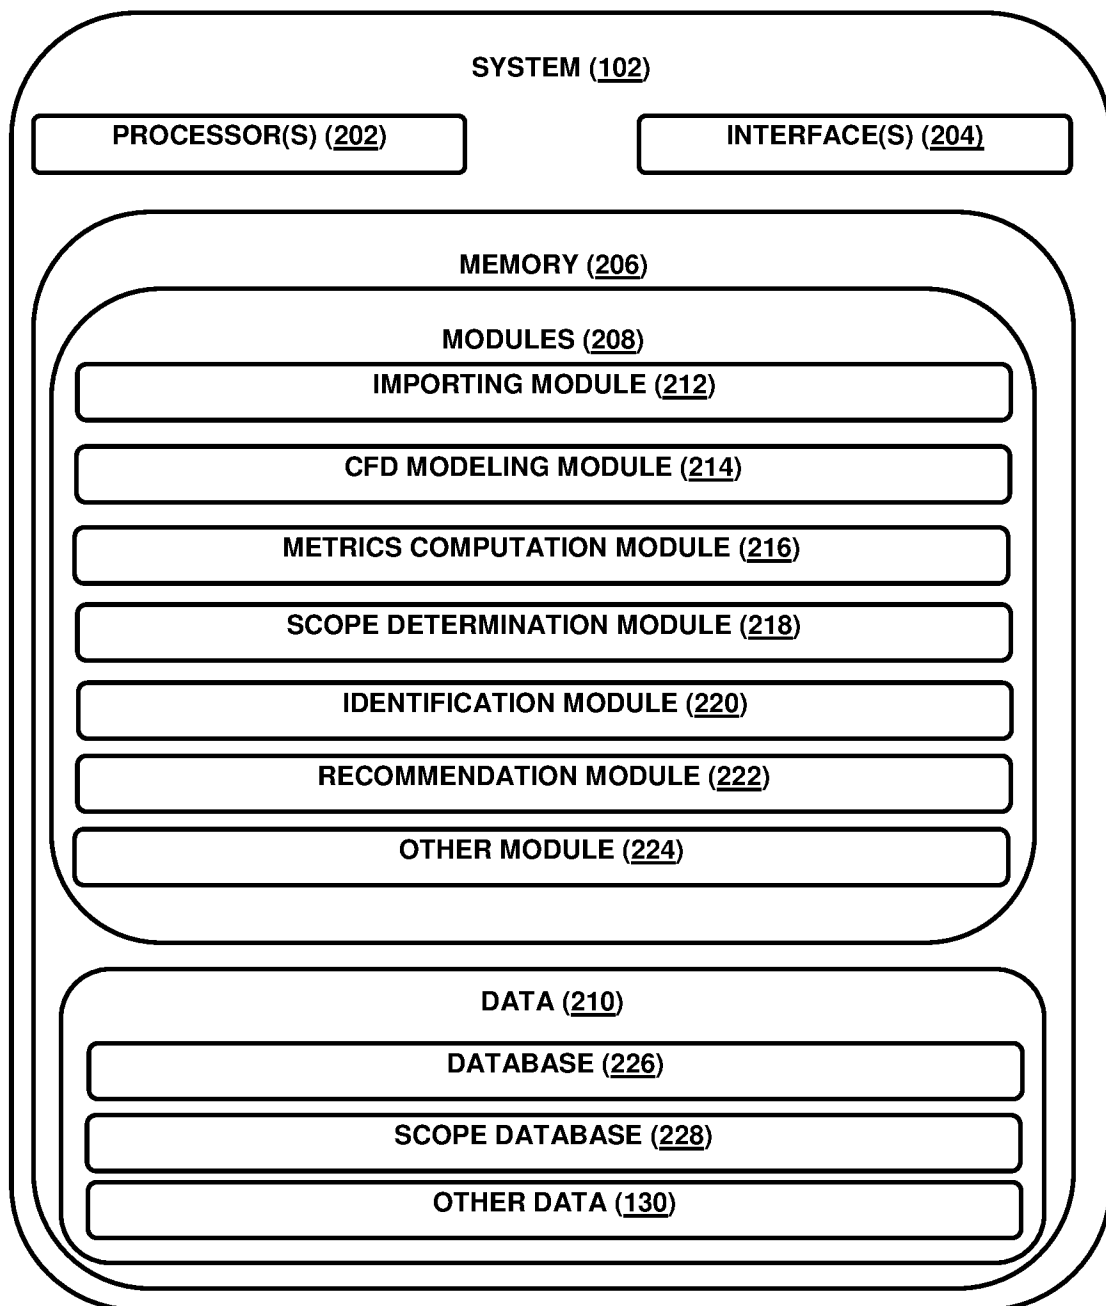 SYSTEM (102)
PROCESSOR(S) (202)
INTERFACE(S) (204)
MEMORY (206)
MODULES (208)
IMPORTING MODULE (212)
CFD MODELING MODULE (214)
METRICS COMPUTATION MODULE (216)
SCOPE DETERMINATION MODULE (218)
IDENTIFICATION MODULE (220)
RECOMMENDATION MODULE (222)
OTHER MODULE (224)
DATA (210)
DATABASE (226)
SCOPE DATABASE (228)
OTHER DATA (130)